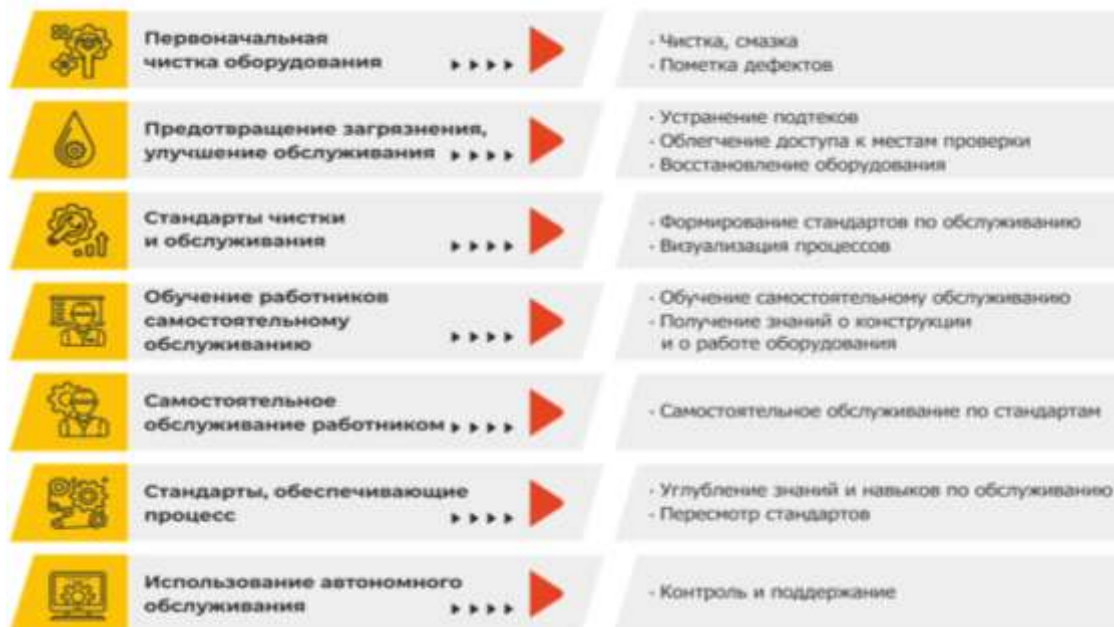 Первоначальная
чистка оборудования
· Чистка, смазка
· Пометка дефектов
Предотвращение загрязнения,
улучшение обслуживания
· Устранение подтеков
· Облегчение доступа к местам проверки
· Восстановление оборудования
Стандарты чистки
и обслуживания
· Формирование стандартов по обслуживанию
· Визуализация процессов
Обучение работников
самостоятельному
обслуживанию
· Обучение самостоятельному обслуживанию
· Получение знаний о конструкции
и о работе оборудования
Самостоятельное
обслуживание работником
· Самостоятельное обслуживание по стандартам
Стандарты, обеспечивающие
процесс
· Углубление знаний и навыков по обслуживанию
· Пересмотр стандартов
Использование автономного
обслуживания
· Контроль и поддержание